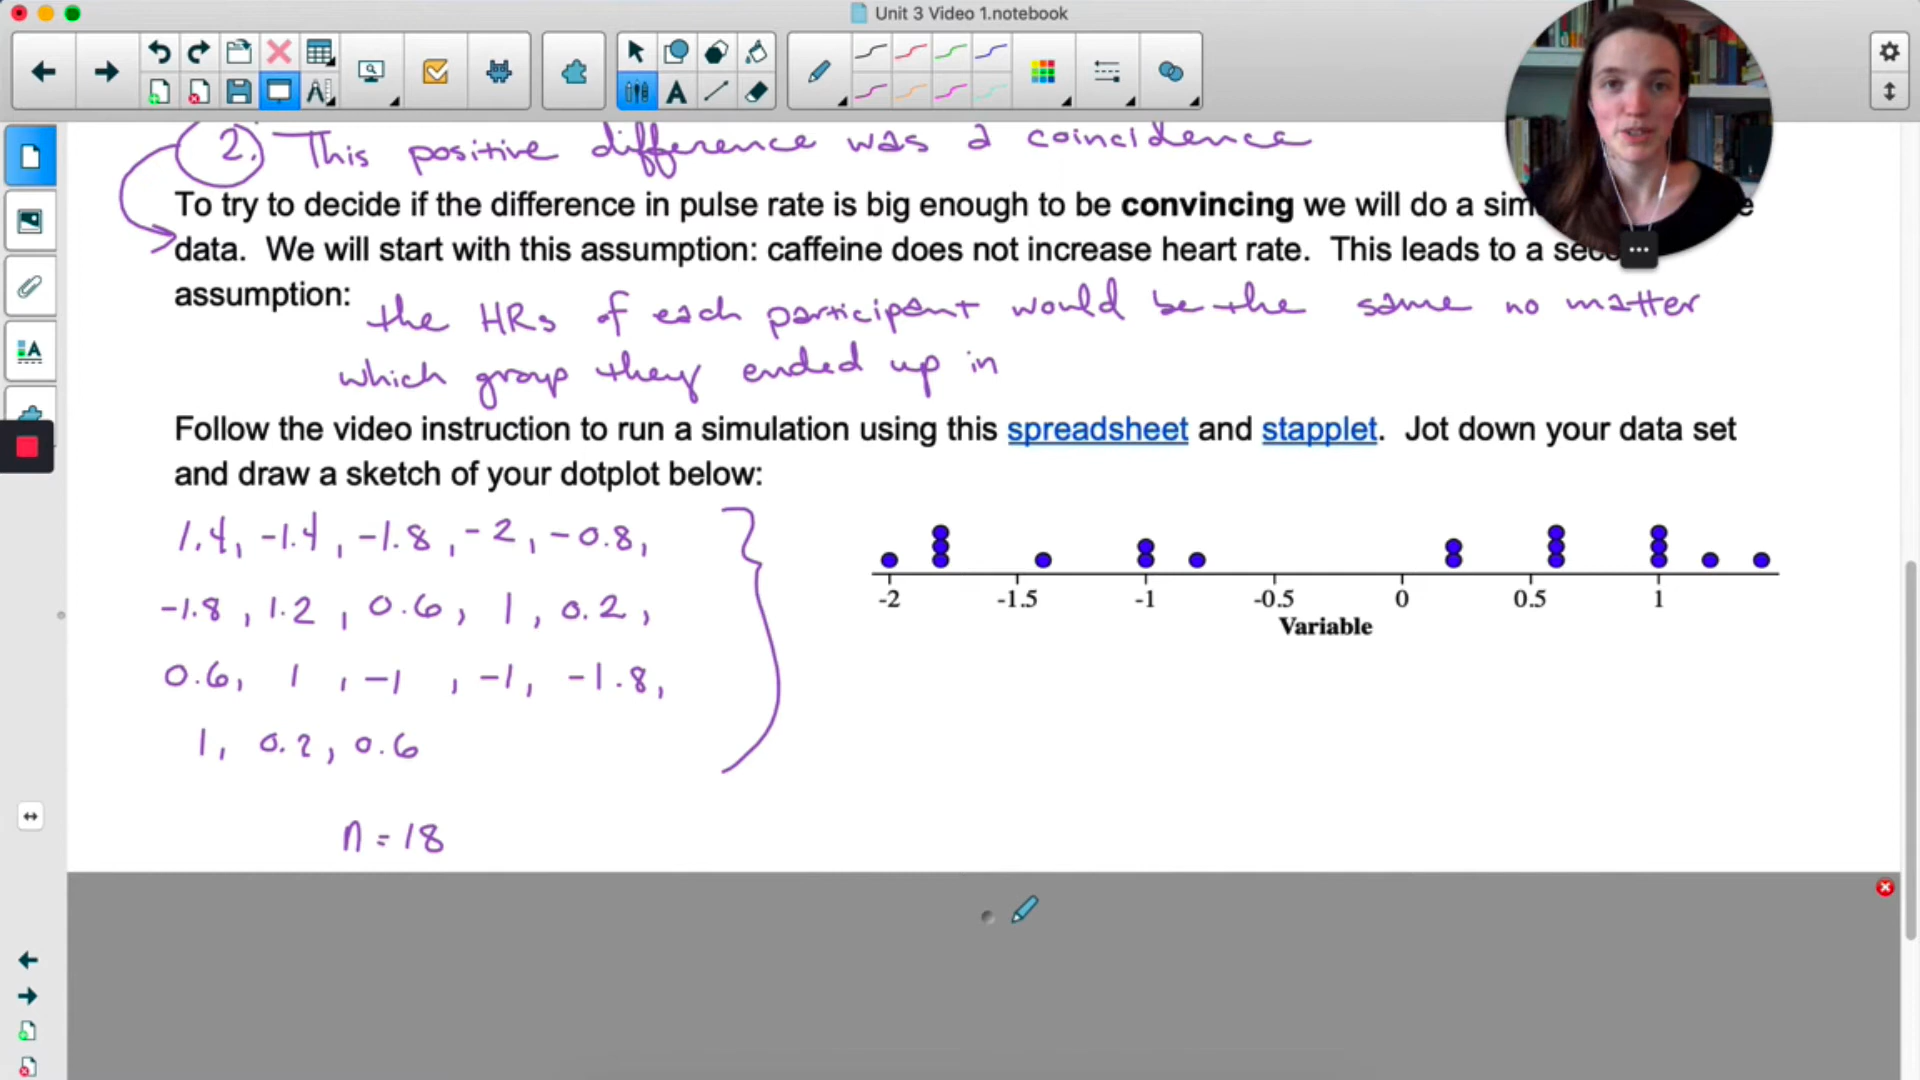 Unit 3 Video 1.notebook
2. This positive difference was a coincidence
To try to decide if the difference in pulse rate is big enough to be convincing we will do a sim
data. We will start with this assumption: caffeine does not increase heart rate. This leads to a
assumption:
the HRs of each participant would be the same no matter
which group they ended up in
Follow the video instruction to run a simulation using this spreadsheet and stapplet. Jot down your data set
and draw a sketch of your dotplot below:
1.4, -1.4, -1.8, -2, -0.8,
-1.8, 1.2, 0.6, 1, 0.2,
0.6, 1, -1, -1, -1.8,
1, 0.2, 0.6
n = 18
-2 -1.5 -1 -0.5 0 0.5 1
Variable